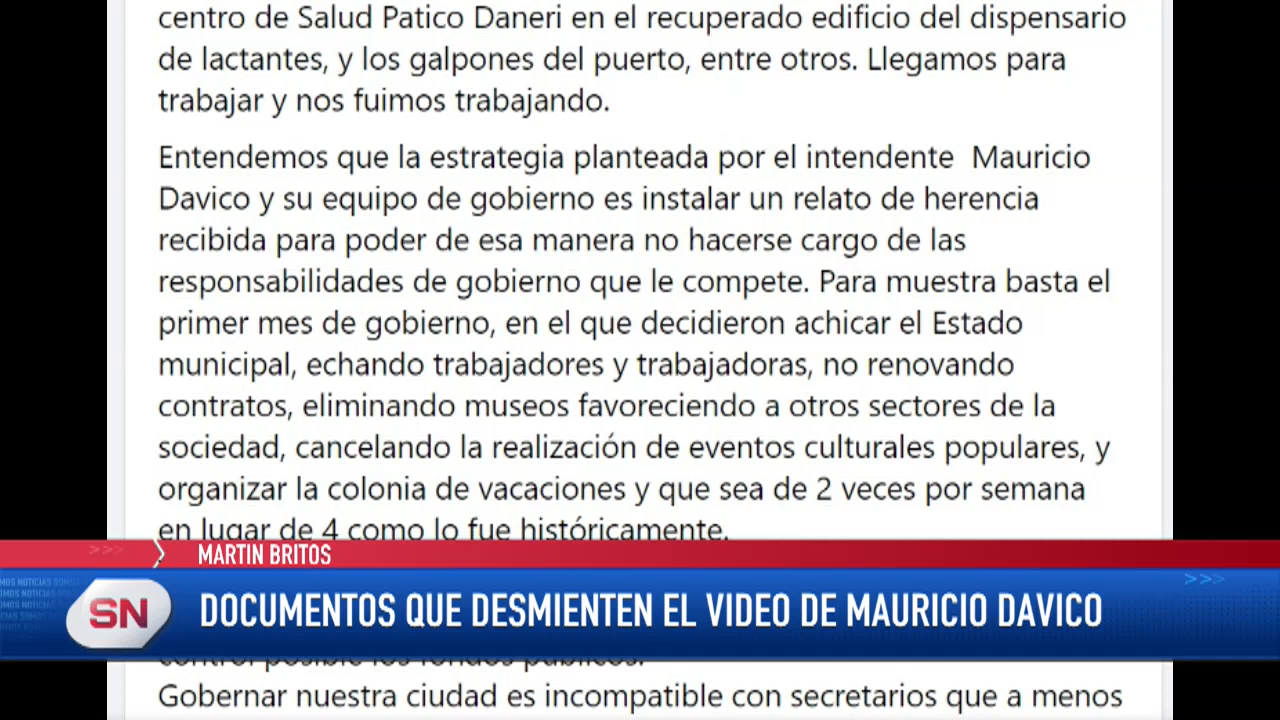 centro de Salud Patico Daneri en el recuperado edificio del dispensario
de lactantes, y los galpones del puerto, entre otros. Llegamos para
trabajar y nos fuimos trabajando.
Entendemos que la estrategia planteada por el intendente Mauricio
Davico y su equipo de gobierno es instalar un relato de herencia
recibida para poder de esa manera no hacerse cargo de las
responsabilidades de gobierno que le compete. Para muestra basta el
primer mes de gobierno, en el que decidieron achicar el Estado
municipal, echando trabajadores y trabajadoras, no renovando
contratos, eliminando museos favoreciendo a otros sectores de la
sociedad, cancelando la realización de eventos culturales populares, y
organizar la colonia de vacaciones y que sea de 2 veces por semana
en lugar de 4 como lo fue históricamente.
>>> MARTIN BRITOS
>>>
SN DOCUMENTOS QUE DESMIENTEN EL VIDEO DE MAURICIO DAVICO
control posible los fondos públicos.
Gobernar nuestra ciudad es incompatible con secretarios que a menos